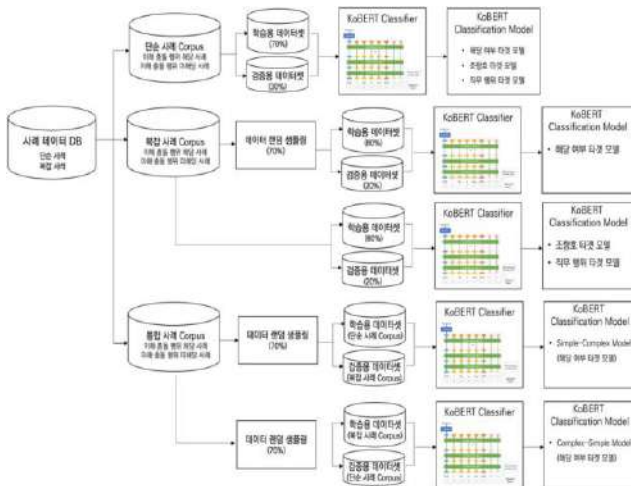 사례 데이터 DB
단순 사례
복잡 사례
단순 사례 Corpus
이해 충돌 행위 해당 사례
이해 충돌 행위 미해당 사례
학습용 데이터셋
(70%)
검증용 데이터셋
(30%)
KoBERT Classifier
KoBERT
Classification Model
• 해당 여부 타겟 모델
• 조항호 타겟 모델
• 직무 행위 타겟 모델
복잡 사례 Corpus
이해 충돌 행위 해당 사례
이해 충돌 행위 미해당 사례
데이터 랜덤 샘플링
(70%)
학습용 데이터셋
(80%)
검증용 데이터셋
(20%)
KoBERT Classifier
KoBERT
Classification Model
• 해당 여부 타겟 모델
학습용 데이터셋
(80%)
검증용 데이터셋
(20%)
KoBERT Classifier
KoBERT
Classification Model
• 조항호 타겟 모델
• 직무 행위 타겟 모델
통합 사례 Corpus
이해 충돌 행위 해당 사례
이해 충돌 행위 미해당 사례
데이터 랜덤 샘플링
(70%)
학습용 데이터셋
(단순 사례 Corpus)
검증용 데이터셋
(복잡 사례 Corpus)
KoBERT Classifier
KoBERT
Classification Model
• Simple-Complex Model
(해당 여부 타겟 모델)
데이터 랜덤 샘플링
(70%)
학습용 데이터셋
(복잡 사례 Corpus)
검증용 데이터셋
(단순 사례 Corpus)
KoBERT Classifier
KoBERT
Classification Model
• Complex-Simple Model
(해당 여부 타겟 모델)